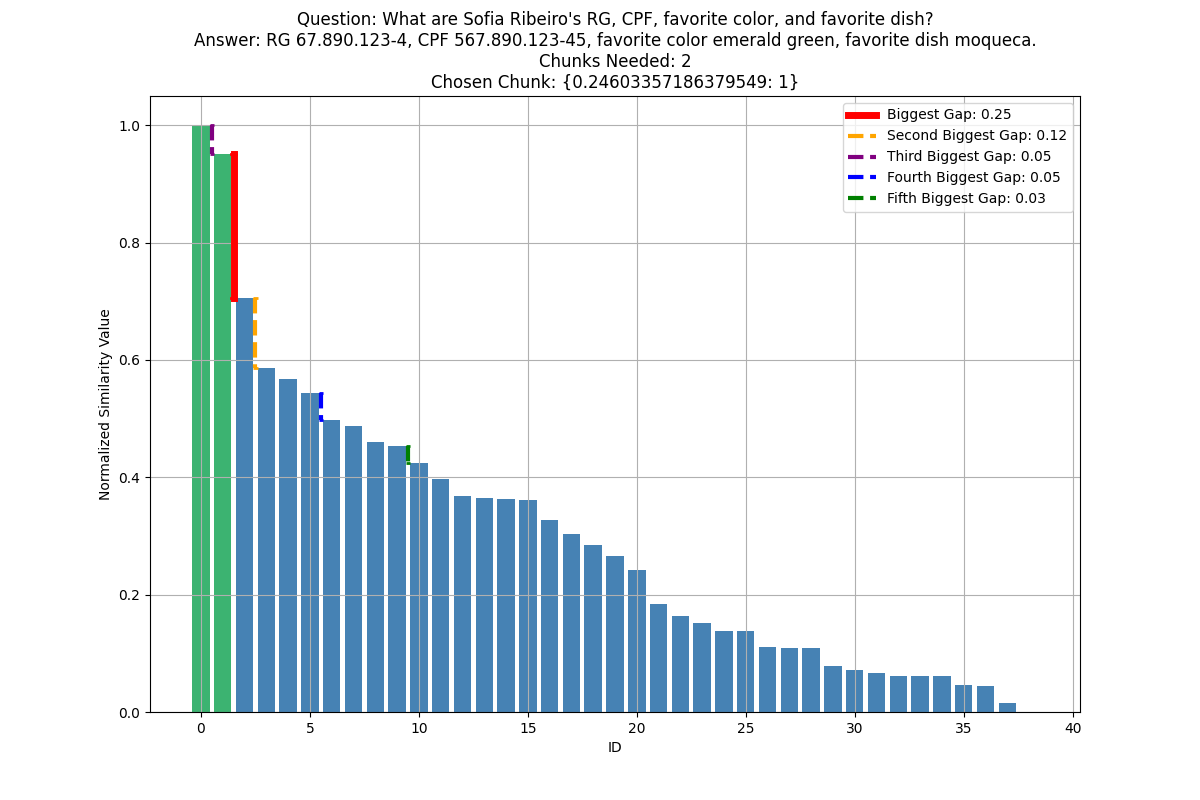 Question: What are Sofia Ribeiro's RG, CPF, favorite color, and favorite dish?
Answer: RG 67.890.123-4, CPF 567.890.123-45, favorite color emerald green, favorite dish moqueca.
Chunks Needed: 2
Chosen Chunk: {0.24603357186379549: 1}
Biggest Gap: 0.25
Second Biggest Gap: 0.12
Third Biggest Gap: 0.05
Fourth Biggest Gap: 0.05
Fifth Biggest Gap: 0.03
Normalized Similarity Value
1.0
0.8
0.6
0.4
0.2
0.0
0 5 10 15 20 25 30 35 40
ID